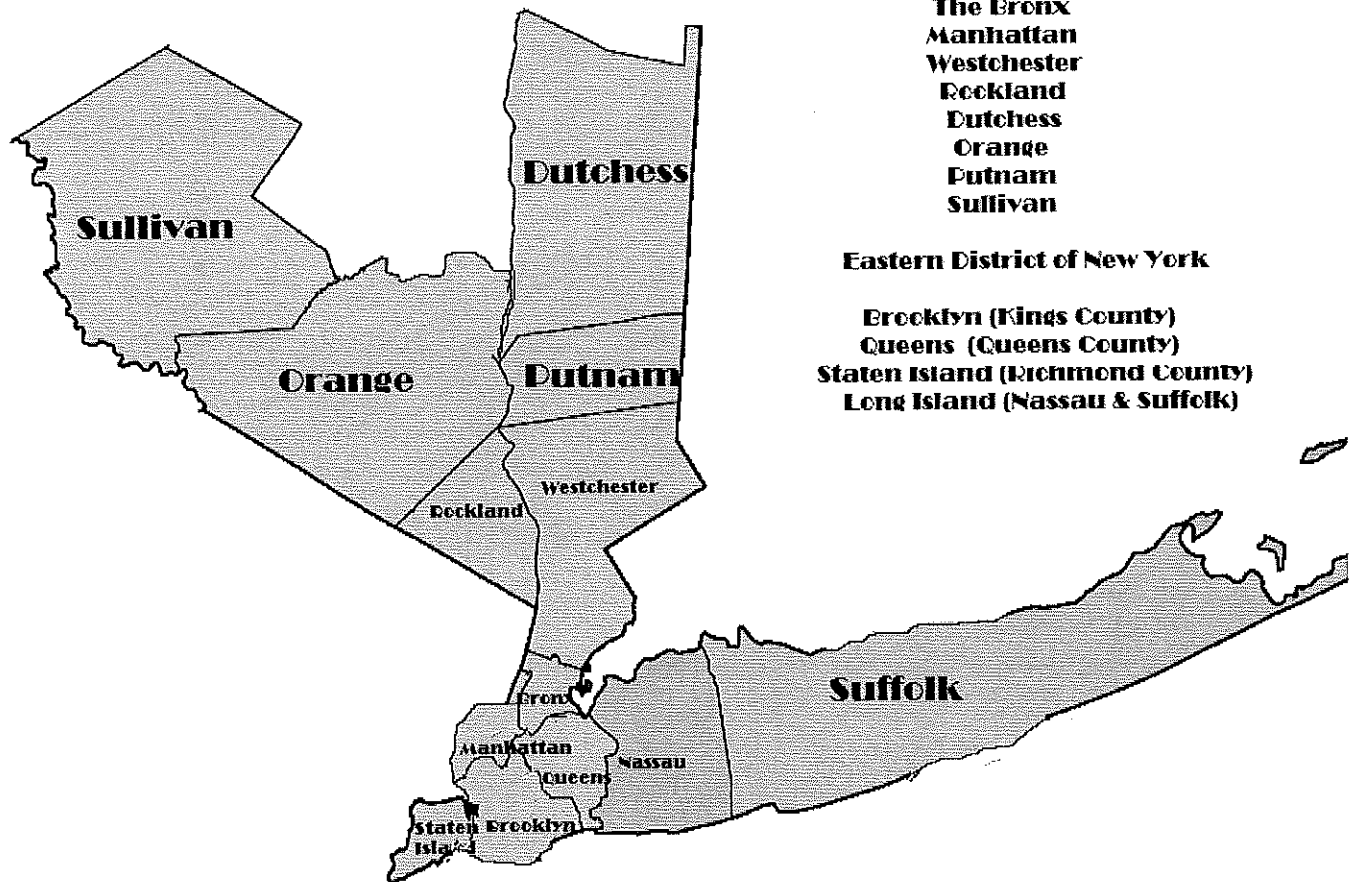 The Bronx
Manhattan
Westchester
Rockland
Dutchess
Orange
Putnam
Sullivan
Eastern District of New York
Brooklyn (Kings County)
Queens (Queens County)
Staten Island (Richmond County)
Long Island (Nassau & Suffolk)
Dutchess
Sullivan
Orange
Putnam
Westchester
Rockland
Bronx
Suffolk
Manhattan
Nassau
Queens
Staten
Island
Brooklyn